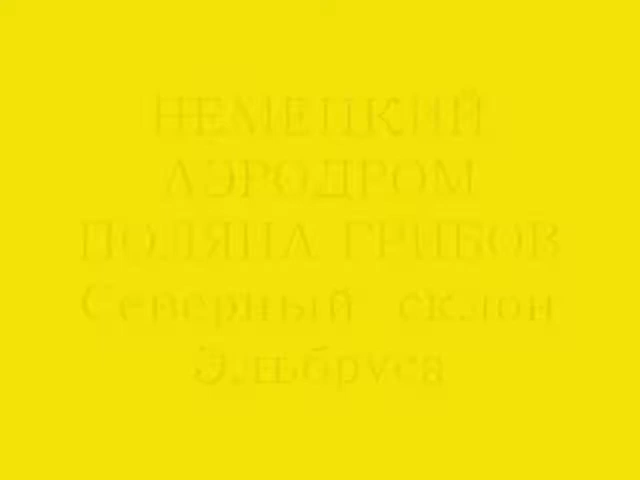 НЕМЕЦКИЙ
АЭРОДРОМ
ПОЛЯНА ГРИБОВ
Северный склон
Эльбруса